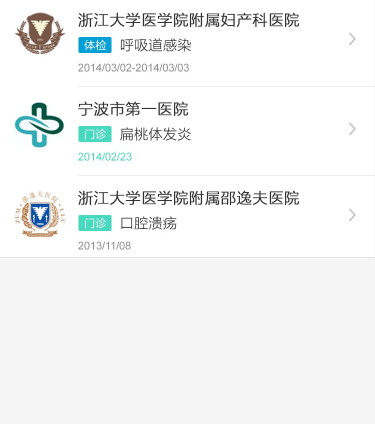 浙江大学医学院附属妇产科医院
体检 呼吸道感染
2014/03/02-2014/03/03
宁波市第一医院
门诊 扁桃体发炎
2014/02/23
浙江大学医学院附属邵逸夫医院
门诊 口腔溃疡
2013/11/08